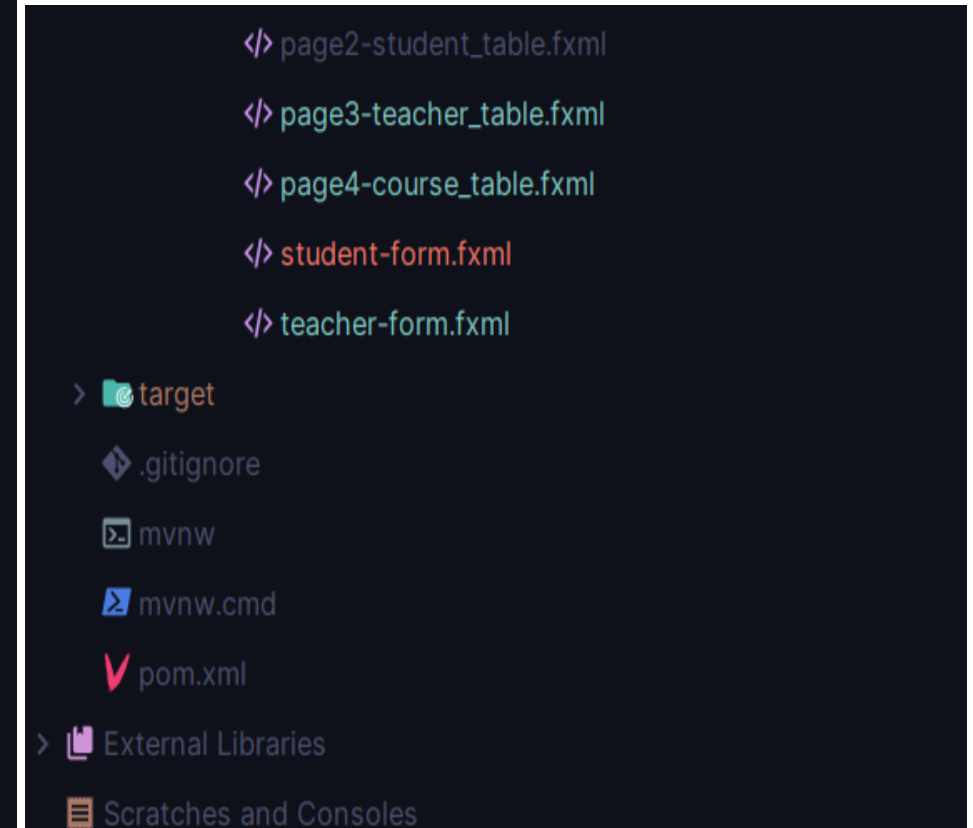 page2-student_table.fxml
page3-teacher_table.fxml
page4-course_table.fxml
student-form.fxml
teacher-form.fxml
target
.gitignore
mvnw
mvnw.cmd
pom.xml
External Libraries
Scratches and Consoles